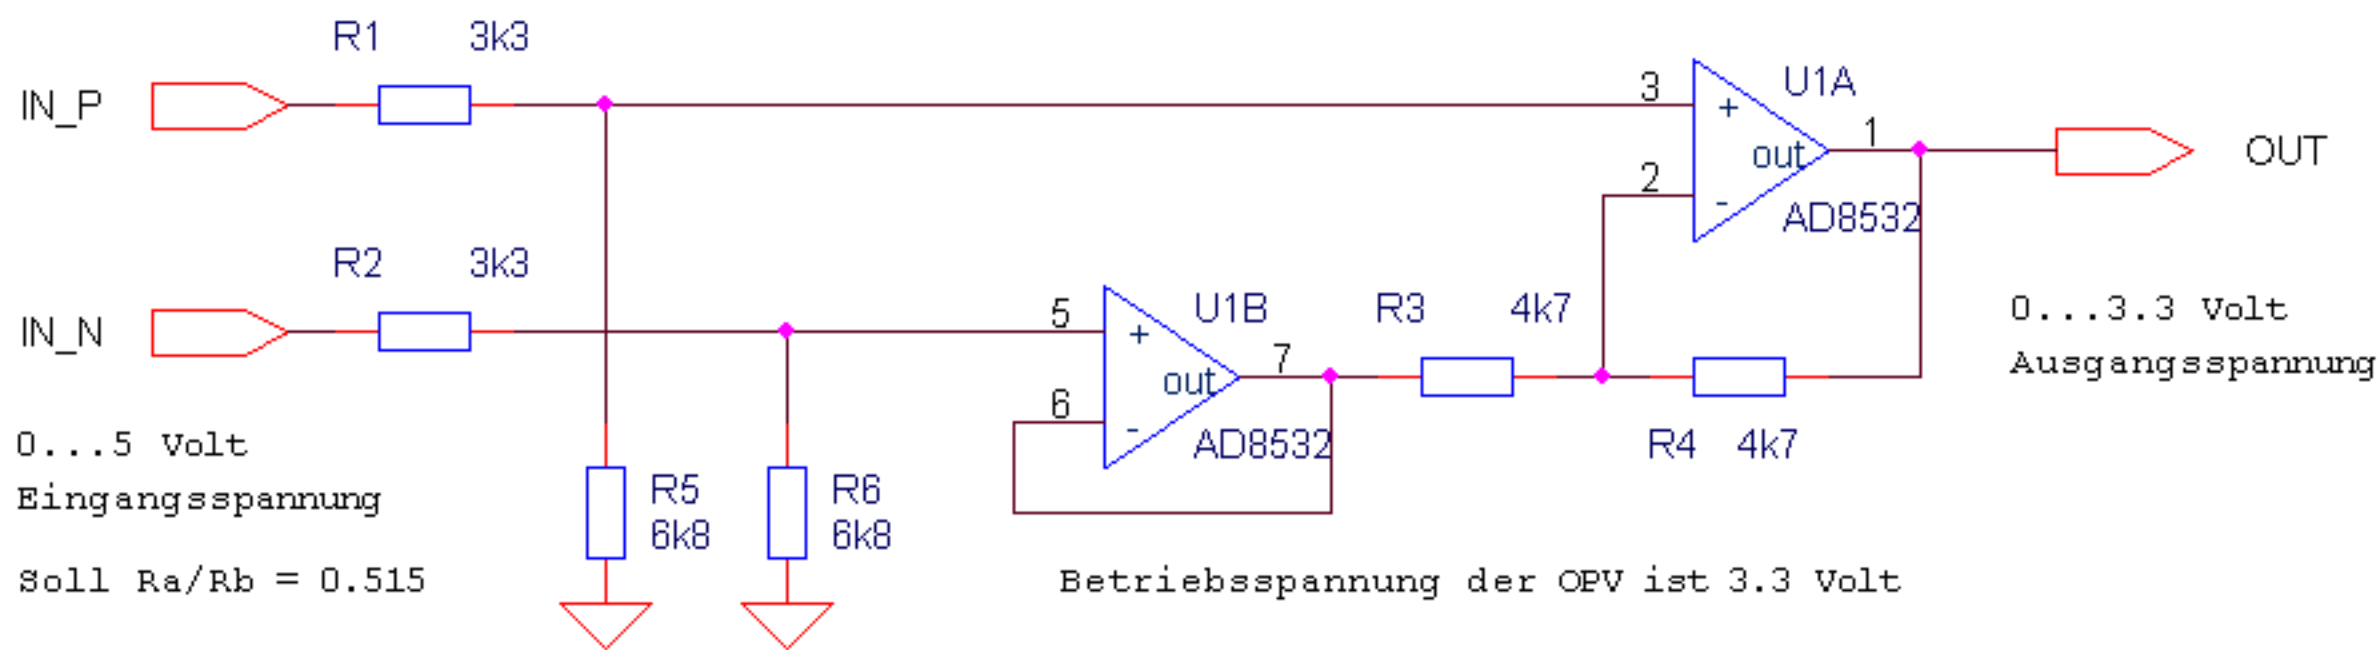 R1 3k3
IN_P
3
+
U1A
out
1
OUT
2
-
AD8532
R2 3k3
IN_N
5
+
U1B
out
7
6
-
AD8532
R3 4k7
R4 4k7
0...3.3 Volt
Ausgangsspannung
0...5 Volt
Eingangsspannung
R5
6k8
R6
6k8
Soll Ra/Rb = 0.515
Betriebsspannung der OPV ist 3.3 Volt